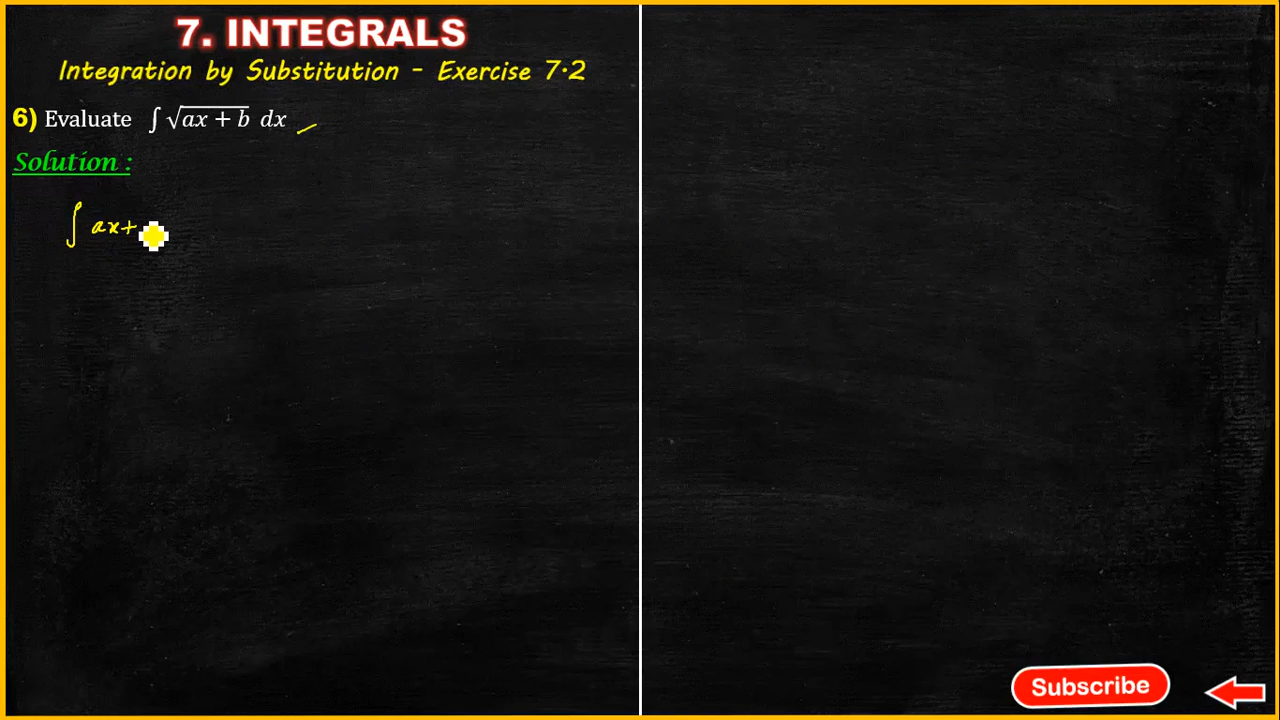 7. INTEGRALS
Integration by Substitution - Exercise 7·2
6) Evaluate ∫ √(ax + b) dx
Solution :
∫ ax+
Subscribe